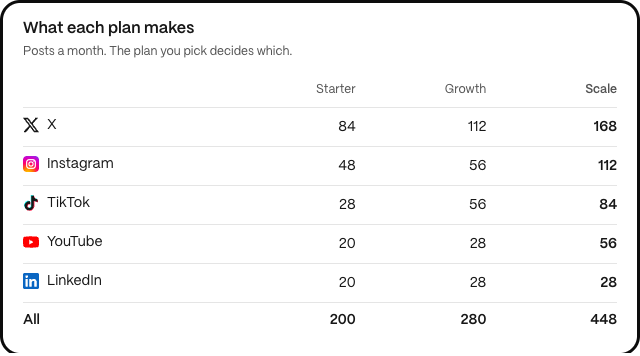 What each plan makes
Posts a month. The plan you pick decides which.
Starter Growth Scale
X 84 112 168
Instagram 48 56 112
TikTok 28 56 84
YouTube 20 28 56
LinkedIn 20 28 28
All 200 280 448